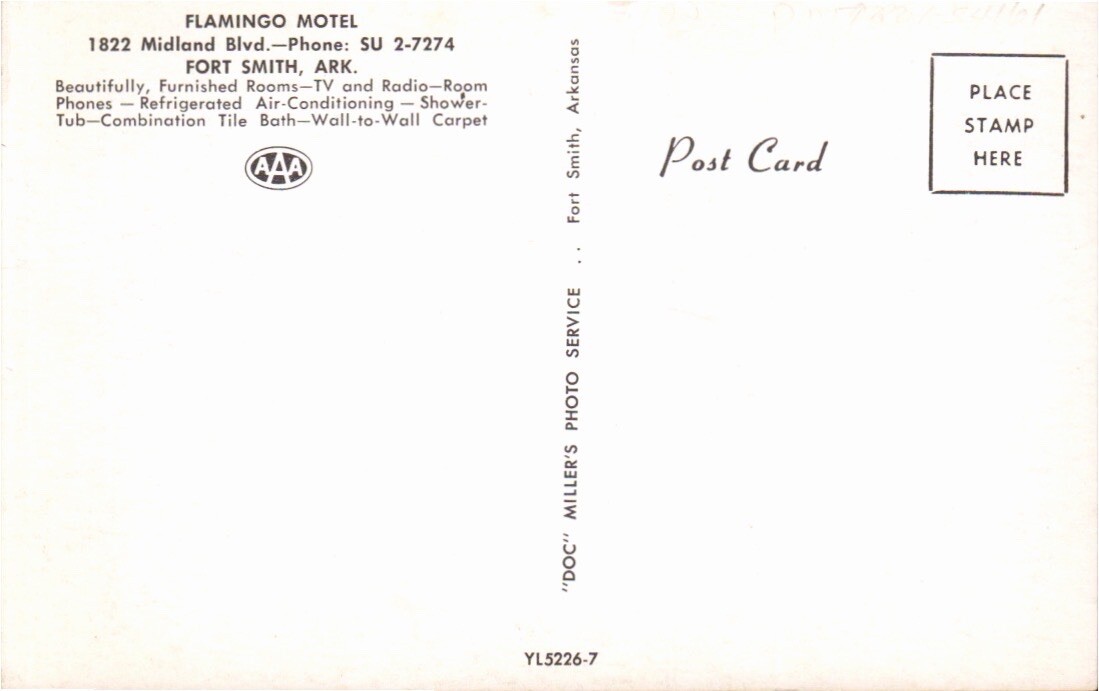 FLAMINGO MOTEL
1822 Midland Blvd.—Phone: SU 2-7274
FORT SMITH, ARK.
Beautifully, Furnished Rooms—TV and Radio—Room
Phones — Refrigerated Air-Conditioning — Shower-
Tub—Combination Tile Bath—Wall-to-Wall Carpet
AAA
"DOC" MILLER'S PHOTO SERVICE .. Fort Smith, Arkansas
Post Card
PLACE
STAMP
HERE
YL5226-7